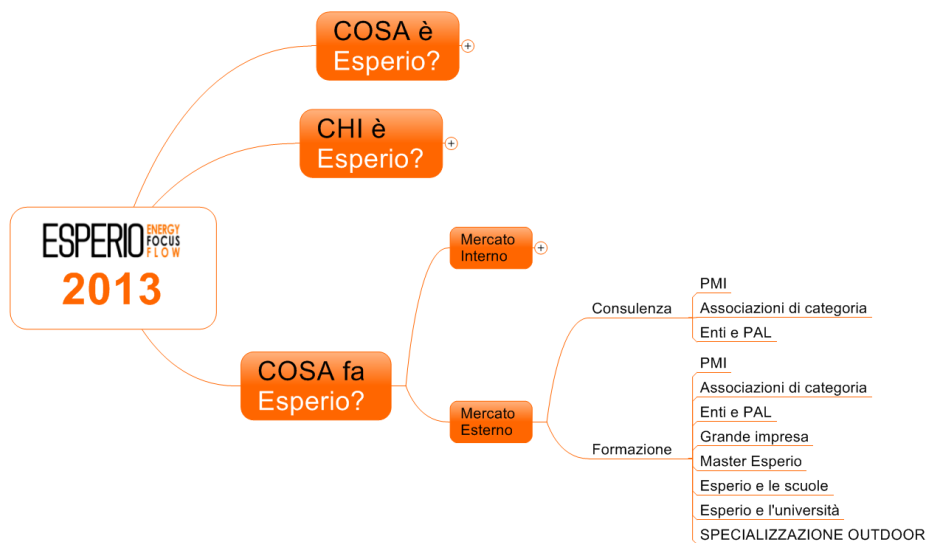 COSA è
Esperio?
CHI è
Esperio?
ESPERIO ENERGY
FOCUS
FLOW
2013
COSA fa
Esperio?
Mercato
Interno
Mercato
Esterno
Consulenza
PMI
Associazioni di categoria
Enti e PAL
Formazione
PMI
Associazioni di categoria
Enti e PAL
Grande impresa
Master Esperio
Esperio e le scuole
Esperio e l'università
SPECIALIZZAZIONE OUTDOOR